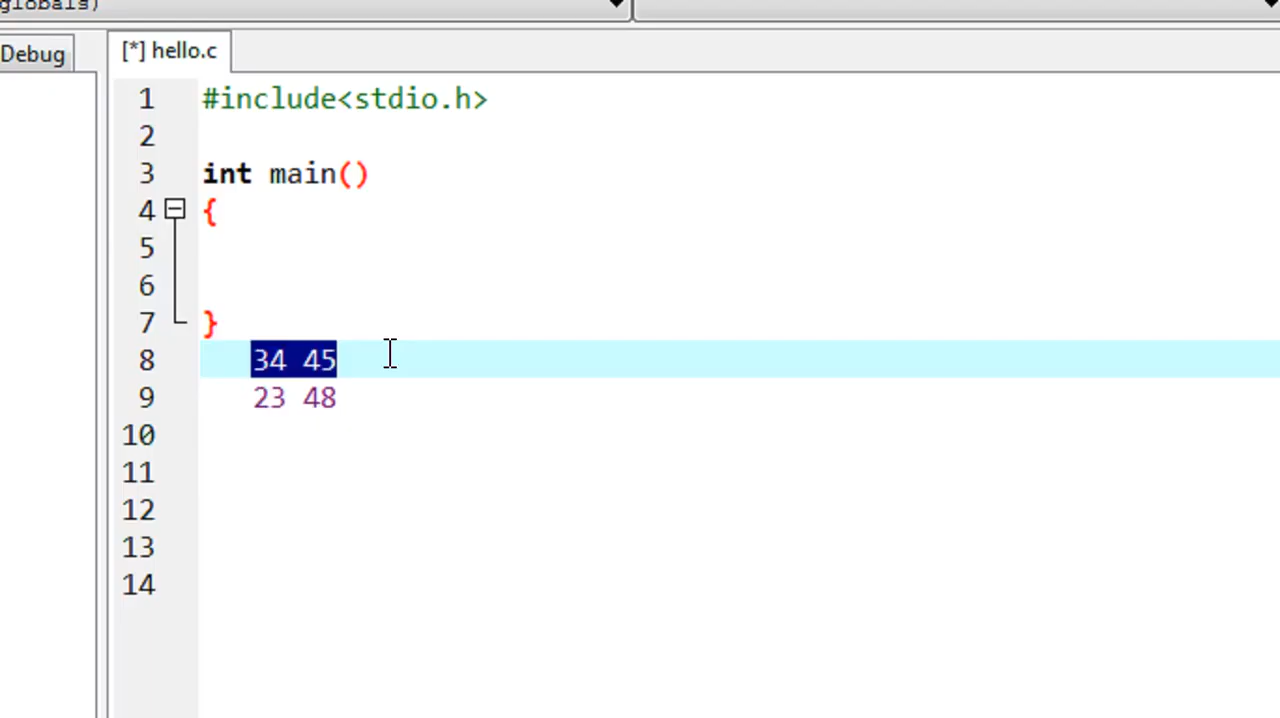 globals)
Debug
[*] hello.c
1 #include<stdio.h>
2
3 int main()
4 {
5
6
7 }
8 34 45
9 23 48
10
11
12
13
14